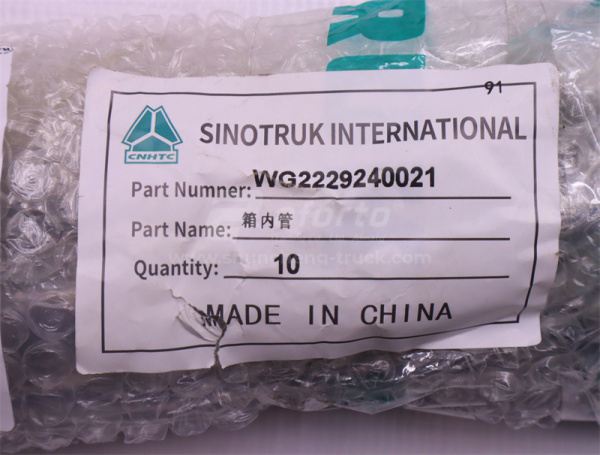 91
CNHTC
SINOTRUK INTERNATIONAL
Part Numner: WG2229240021
Part Name: 箱内管
Quantity: 10
MADE IN CHINA